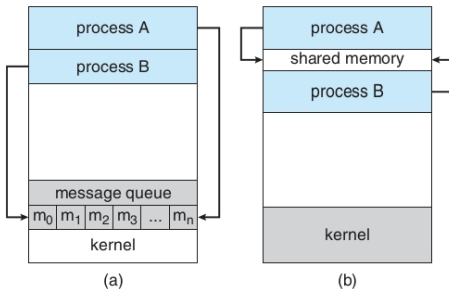 process A
process B
message queue
m0 m1 m2 m3 ... mn
kernel
(a)
process A
shared memory
process B
kernel
(b)